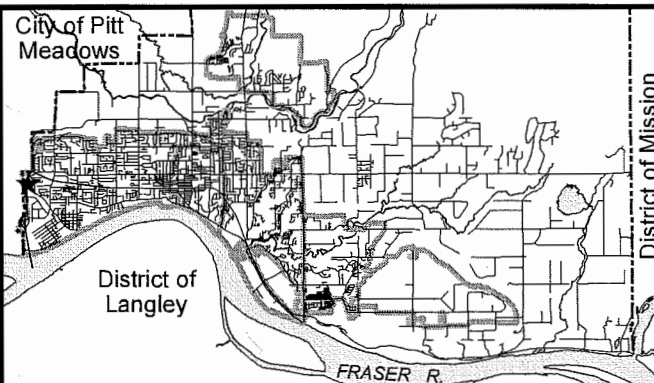 City of Pitt
Meadows
District of Mission
District of
Langley
FRASER R.